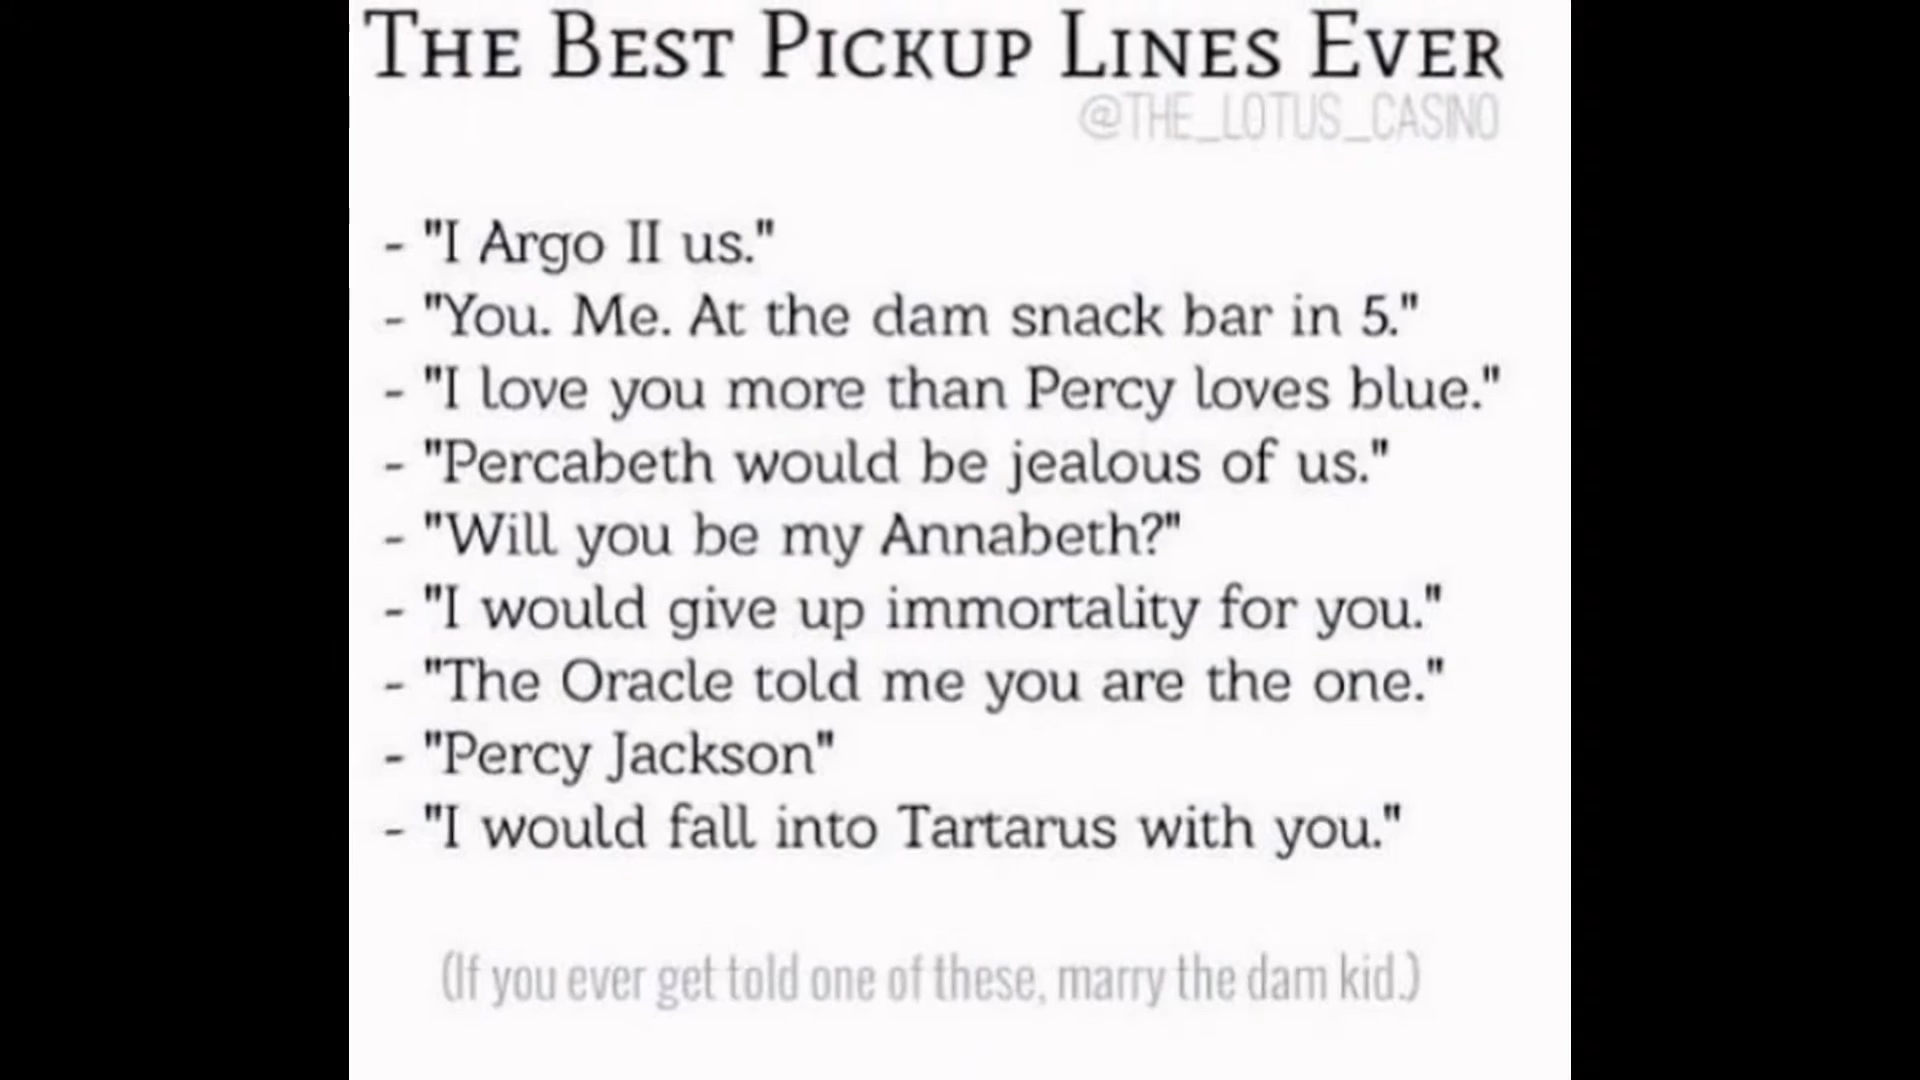 THE BEST PICKUP LINES EVER
@THE_LOTUS_CASINO
- "I Argo II us."
- "You. Me. At the dam snack bar in 5."
- "I love you more than Percy loves blue."
- "Percabeth would be jealous of us."
- "Will you be my Annabeth?"
- "I would give up immortality for you."
- "The Oracle told me you are the one."
- "Percy Jackson"
- "I would fall into Tartarus with you."
(If you ever get told one of these, marry the dam kid.)